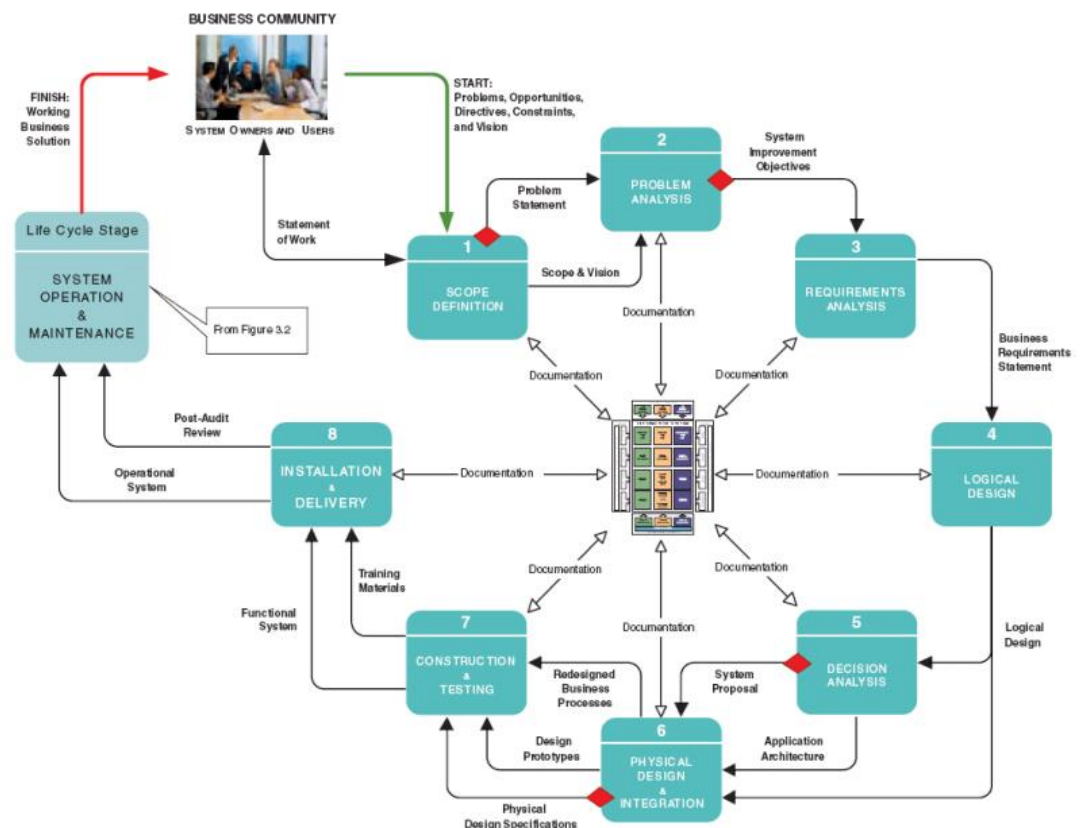 BUSINESS COMMUNITY
SYSTEM OWNERS AND USERS
FINISH:
Working
Business
Solution
START:
Problems, Opportunities,
Directives, Constraints,
and Vision
Statement
of Work
1
SCOPE
DEFINITION
Problem
Statement
Scope & Vision
2
PROBLEM
ANALYSIS
System
Improvement
Objectives
3
REQUIREMENTS
ANALYSIS
Life Cycle Stage
SYSTEM
OPERATION
&
MAINTENANCE
From Figure 3.2
Documentation
Documentation
Documentation
Business
Requirements
Statement
Post-Audit
Review
Operational
System
8
INSTALLATION
&
DELIVERY
Documentation
Documentation
4
LOGICAL
DESIGN
Training
Materials
Functional
System
Documentation
Documentation
Documentation
7
CONSTRUCTION
&
TESTING
Redesigned
Business
Processes
System
Proposal
5
DECISION
ANALYSIS
Logical
Design
Design
Prototypes
6
PHYSICAL
DESIGN
&
INTEGRATION
Application
Architecture
Physical
Design Specifications